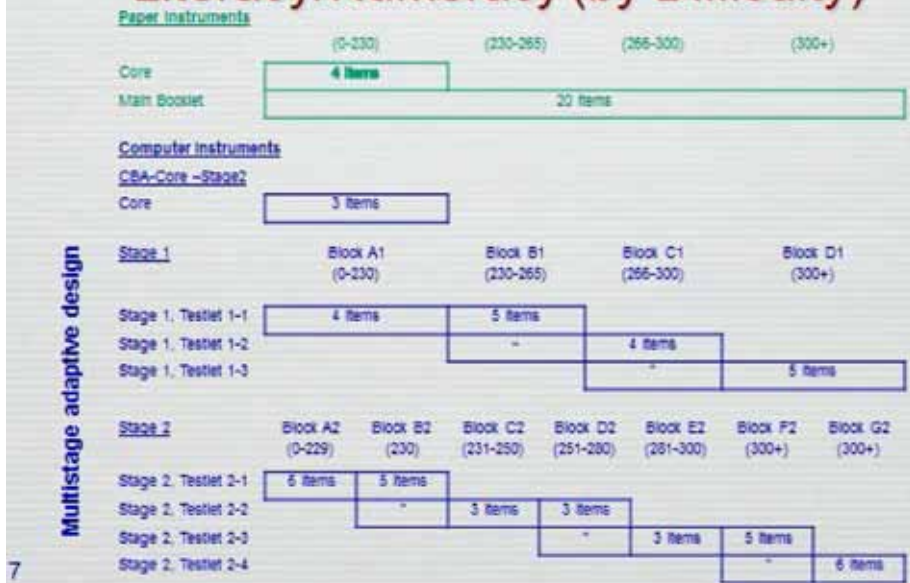 Literacy/Numeracy (by Difficulty)
Paper Instruments
(0-230) (230-265) (266-300) (300+)
Core 4 Items
Main Booklet 20 Items
Computer Instruments
CBA-Core –Stage2
Core 3 Items
Stage 1 Block A1 Block B1 Block C1 Block D1
(0-230) (230-265) (266-300) (300+)
Stage 1, Testlet 1-1 4 Items 5 Items
Stage 1, Testlet 1-2 " 4 Items
Stage 1, Testlet 1-3 " 5 Items
Stage 2 Block A2 Block B2 Block C2 Block D2 Block E2 Block F2 Block G2
(0-229) (230) (231-250) (251-280) (281-300) (300+) (300+)
Stage 2, Testlet 2-1 6 Items 5 Items
Stage 2, Testlet 2-2 " 3 Items 3 Items
Stage 2, Testlet 2-3 " 3 Items 5 Items
Stage 2, Testlet 2-4 " 6 Items
Multistage adaptive design
7